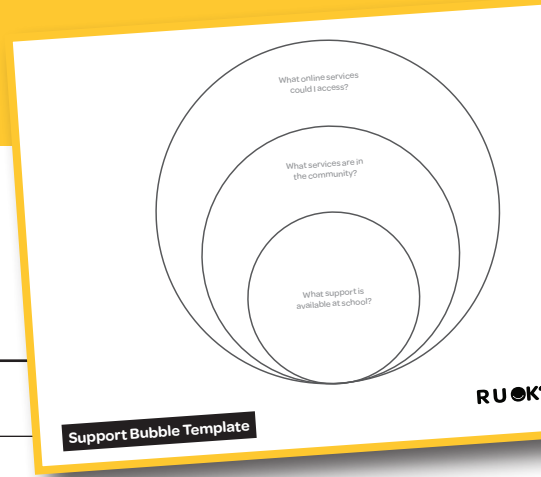 What online services
could I access?
What services are in
the community?
What support is
available at school?
R U OK?
Support Bubble Template